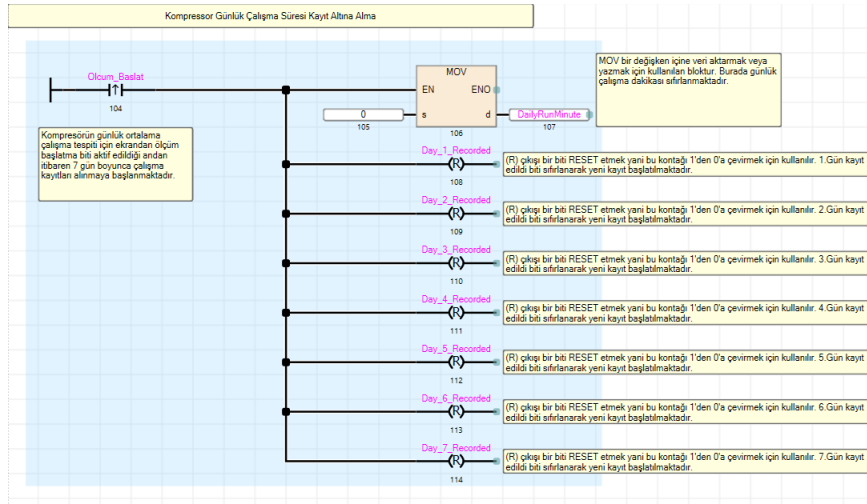 Kompressor Günlük Çalışma Süresi Kayıt Altına Alma
MOV bir değişken içine veri aktarmak veya
yazmak için kullanılan bloktur. Burada günlük
çalışma dakikası sıfırlanmaktadır.
Olcum_Baslat
104
MOV
EN ENO
s d
0
105
106
DailyRunMinute
107
Kompresörün günlük ortalama
çalışma tespiti için ekrandan ölçüm
başlatma biti aktif edildiği andan
itibaren 7 gün boyunca çalışma
kayıtları alınmaya başlanmaktadır.
Day_1_Recorded
(R)
108
(R) çıkışı bir biti RESET etmek yani bu kontağı 1'den 0'a çevirmek için kullanılır. 1.Gün kayıt
edildi biti sıfırlanarak yeni kayıt başlatılmaktadır.
Day_2_Recorded
(R)
109
(R) çıkışı bir biti RESET etmek yani bu kontağı 1'den 0'a çevirmek için kullanılır. 2.Gün kayıt
edildi biti sıfırlanarak yeni kayıt başlatılmaktadır.
Day_3_Recorded
(R)
110
(R) çıkışı bir biti RESET etmek yani bu kontağı 1'den 0'a çevirmek için kullanılır. 3.Gün kayıt
edildi biti sıfırlanarak yeni kayıt başlatılmaktadır.
Day_4_Recorded
(R)
111
(R) çıkışı bir biti RESET etmek yani bu kontağı 1'den 0'a çevirmek için kullanılır. 4.Gün kayıt
edildi biti sıfırlanarak yeni kayıt başlatılmaktadır.
Day_5_Recorded
(R)
112
(R) çıkışı bir biti RESET etmek yani bu kontağı 1'den 0'a çevirmek için kullanılır. 5.Gün kayıt
edildi biti sıfırlanarak yeni kayıt başlatılmaktadır.
Day_6_Recorded
(R)
113
(R) çıkışı bir biti RESET etmek yani bu kontağı 1'den 0'a çevirmek için kullanılır. 6.Gün kayıt
edildi biti sıfırlanarak yeni kayıt başlatılmaktadır.
Day_7_Recorded
(R)
114
(R) çıkışı bir biti RESET etmek yani bu kontağı 1'den 0'a çevirmek için kullanılır. 7.Gün kayıt
edildi biti sıfırlanarak yeni kayıt başlatılmaktadır.